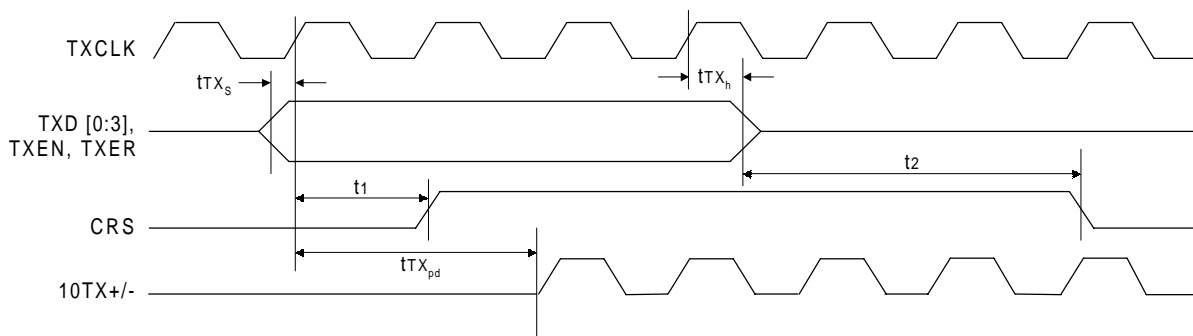 TXCLK
tTXs
tTXh
TXD [0:3],
TXEN, TXER
t1
t2
CRS
tTXpd
10TX+/-